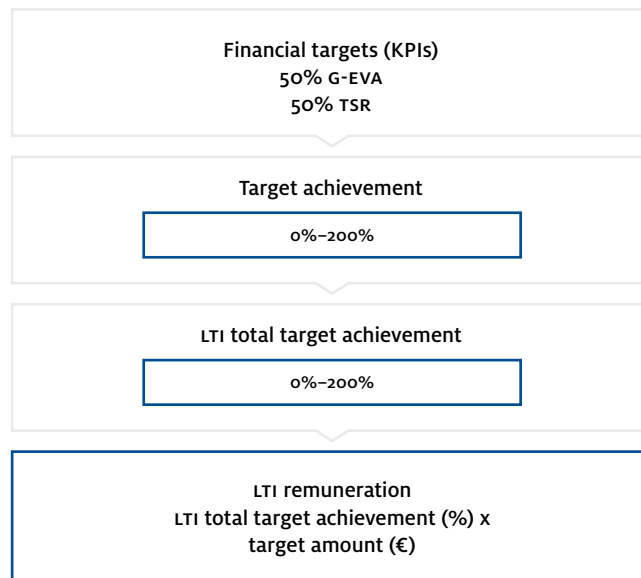 Financial targets (KPIs)
50% G-EVA
50% TSR
Target achievement
0%–200%
LTI total target achievement
0%–200%
LTI remuneration
LTI total target achievement (%) x
target amount (€)